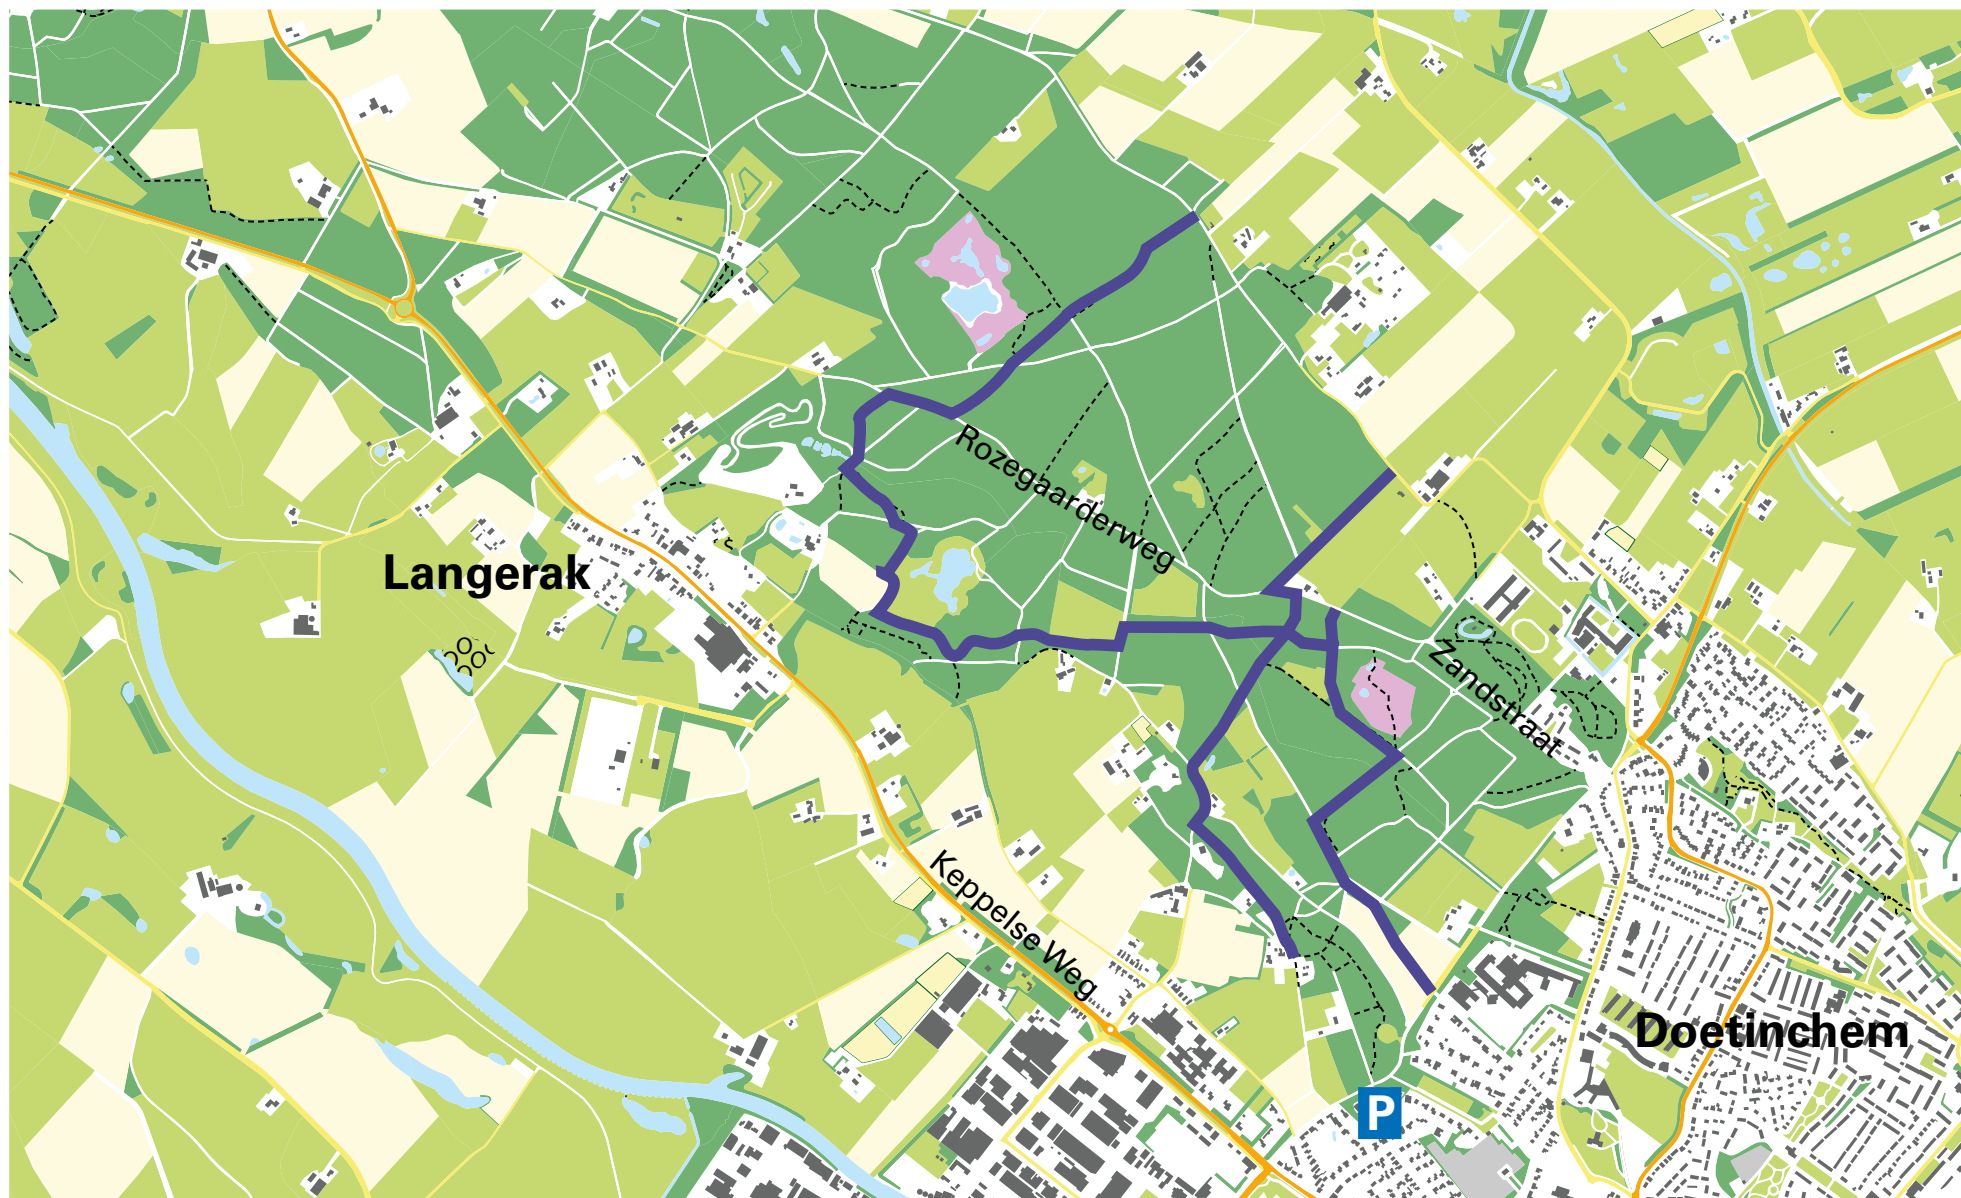 Rozegaarderweg
Langerak
Zandstraat
Keppelse Weg
Doetinchem
P